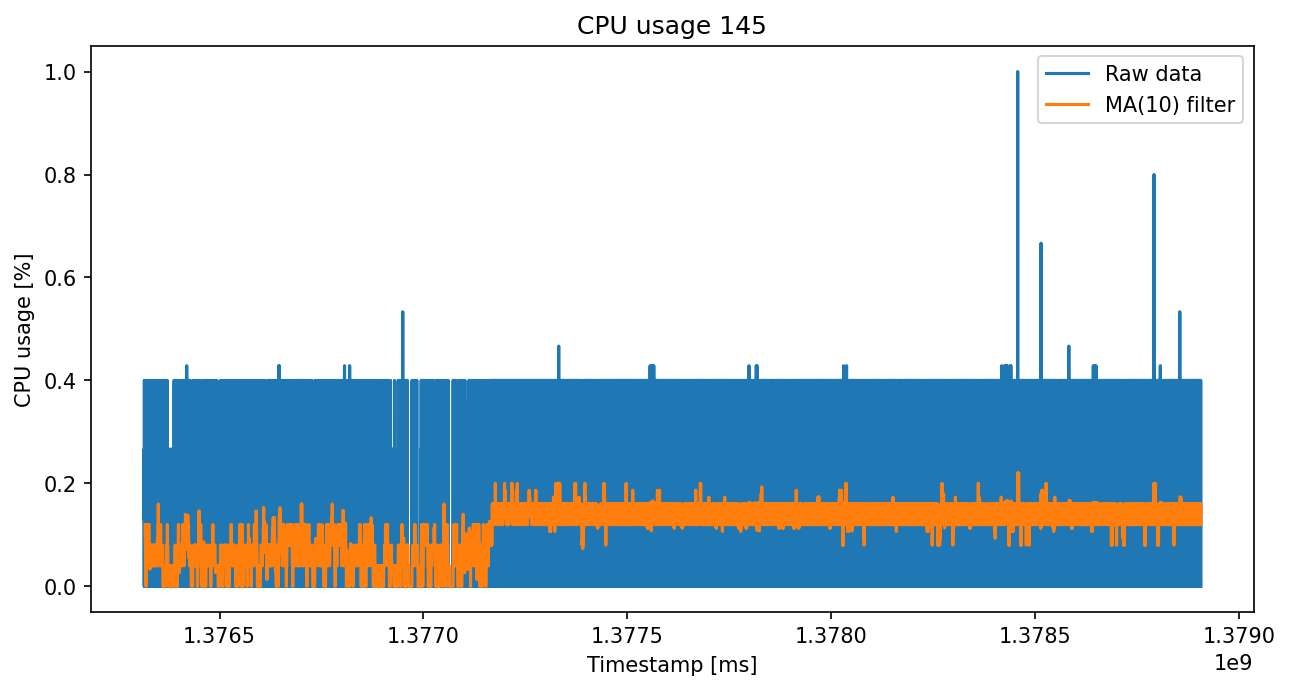 CPU usage 145
Raw data
MA(10) filter
CPU usage [%]
1.0
0.8
0.6
0.4
0.2
0.0
1.3765 1.3770 1.3775 1.3780 1.3785 1.3790
1e9
Timestamp [ms]